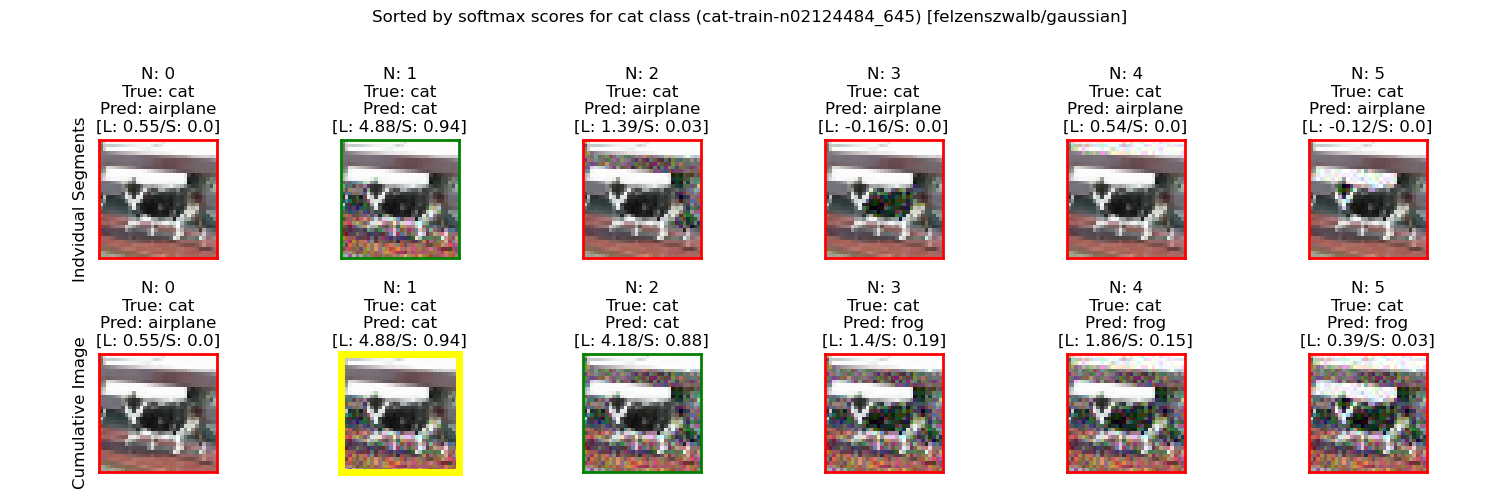 Sorted by softmax scores for cat class (cat-train-n02124484_645) [felzenszwalb/gaussian]
Indvidual Segments
N: 0
True: cat
Pred: airplane
[L: 0.55/S: 0.0]
N: 1
True: cat
Pred: cat
[L: 4.88/S: 0.94]
N: 2
True: cat
Pred: airplane
[L: 1.39/S: 0.03]
N: 3
True: cat
Pred: airplane
[L: -0.16/S: 0.0]
N: 4
True: cat
Pred: airplane
[L: 0.54/S: 0.0]
N: 5
True: cat
Pred: airplane
[L: -0.12/S: 0.0]
Cumulative Image
N: 0
True: cat
Pred: airplane
[L: 0.55/S: 0.0]
N: 1
True: cat
Pred: cat
[L: 4.88/S: 0.94]
N: 2
True: cat
Pred: cat
[L: 4.18/S: 0.88]
N: 3
True: cat
Pred: frog
[L: 1.4/S: 0.19]
N: 4
True: cat
Pred: frog
[L: 1.86/S: 0.15]
N: 5
True: cat
Pred: frog
[L: 0.39/S: 0.03]